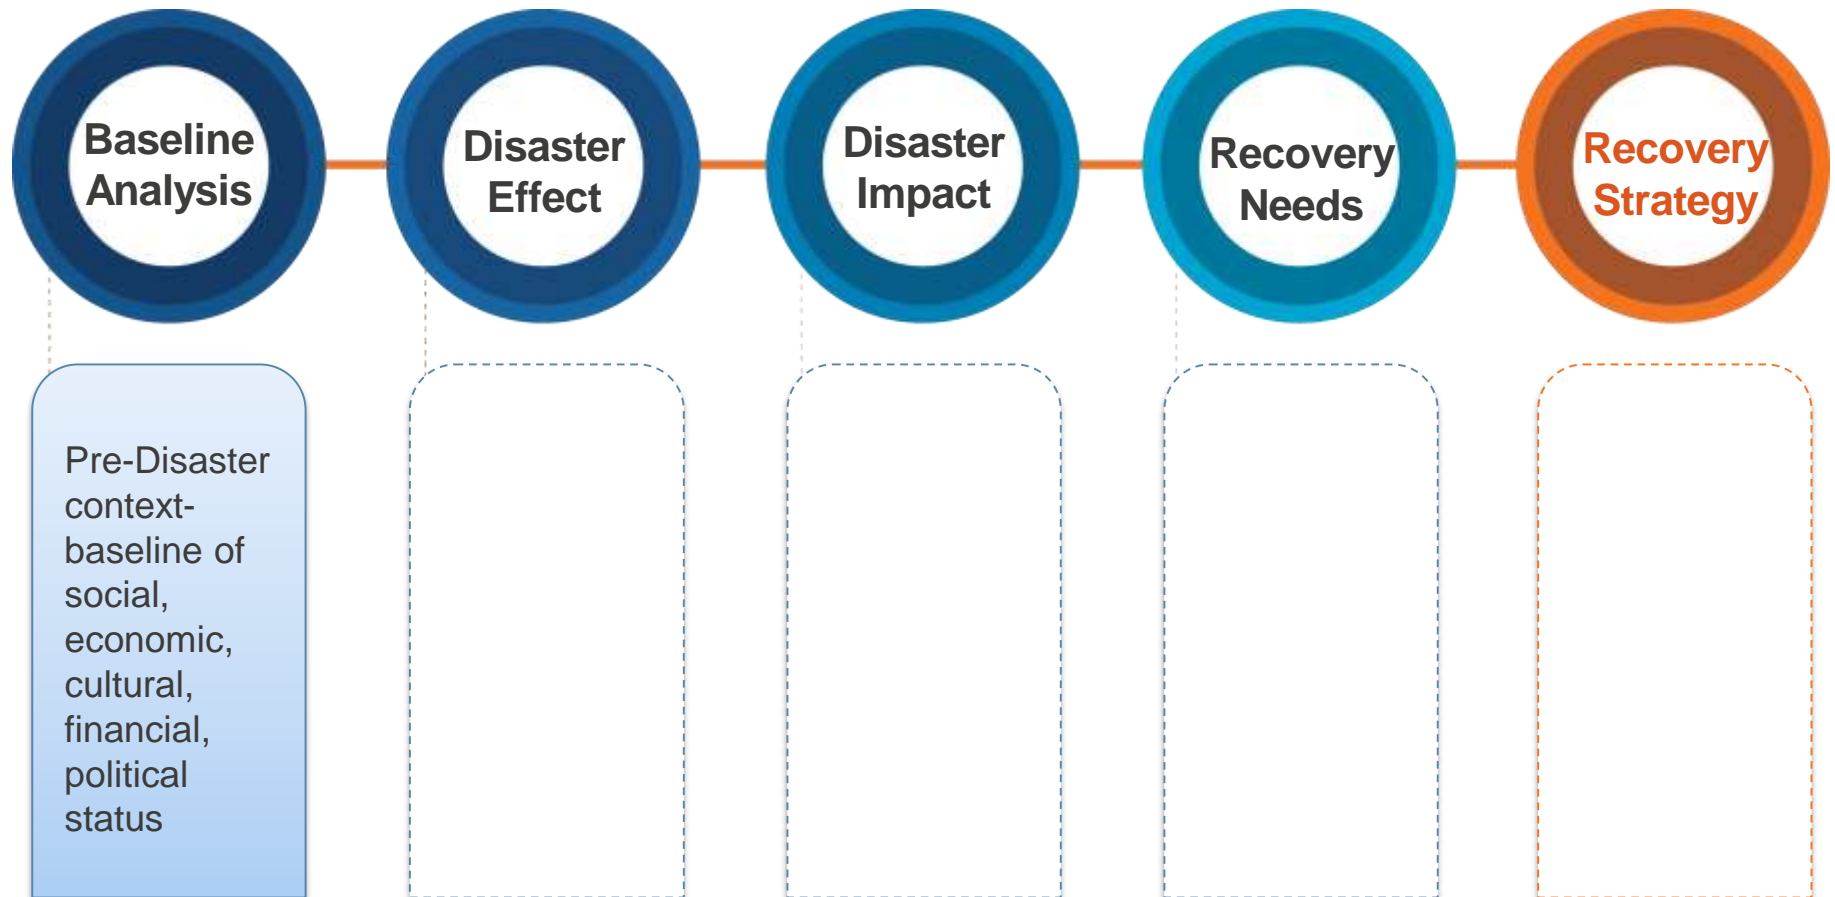 Baseline
Analysis
Disaster
Effect
Disaster
Impact
Recovery
Needs
Recovery
Strategy
Pre-Disaster
context-
baseline of
social,
economic,
cultural,
financial,
political
status